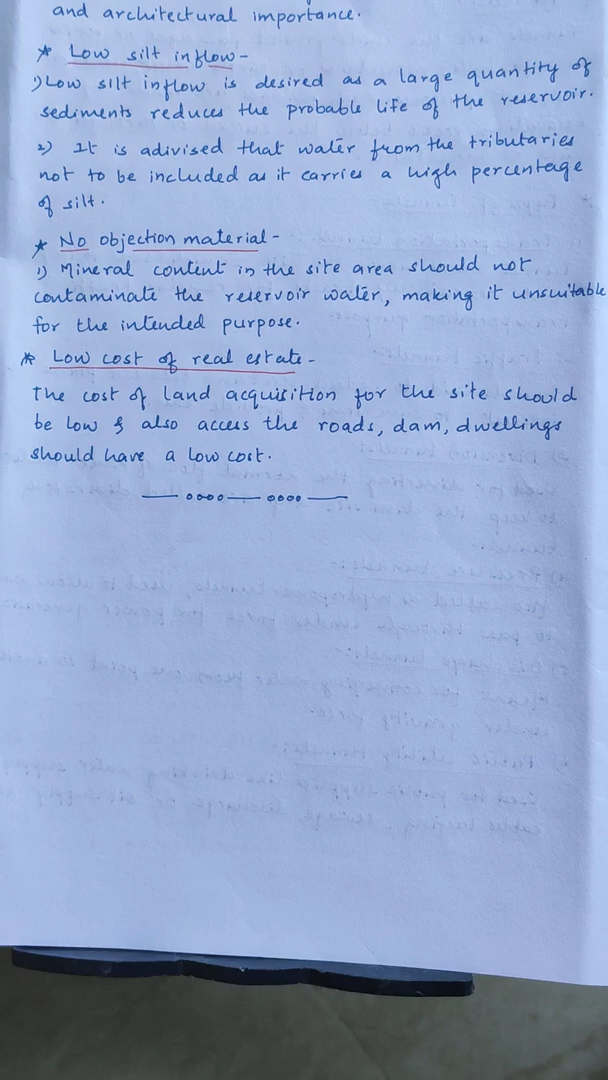 and architectural importance.
* Low silt inflow -
1) Low silt inflow is desired as a large quantity of
sediments reduces the probable life of the reservoir.
2) It is adivised that water from the tributaries
not to be included as it carries a high percentage
of silt.
* No objection material -
1) Mineral content in the site area should not
contaminate the reservoir water, making it unsuitable
for the intended purpose.
* Low cost of real estate -
The cost of land acquisition for the site should
be low & also access the roads, dam, dwellings
should have a low cost.